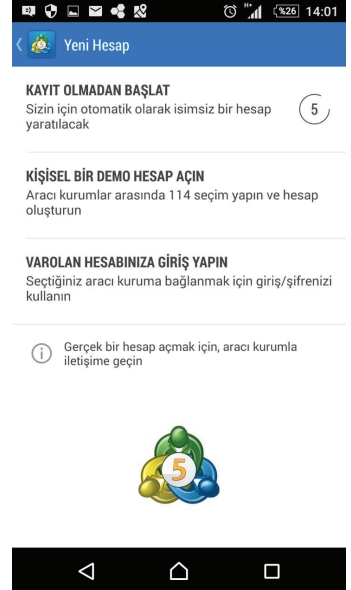 H+ %26 14:01
Yeni Hesap
KAYIT OLMADAN BAŞLAT
Sizin için otomatik olarak isimsiz bir hesap
yaratılacak
5
KİŞİSEL BİR DEMO HESAP AÇIN
Aracı kurumlar arasında 114 seçim yapın ve hesap
oluşturun
VAROLAN HESABINIZA GİRİŞ YAPIN
Seçtiğiniz aracı kuruma bağlanmak için giriş/şifrenizi
kullanın
Gerçek bir hesap açmak için, aracı kurumla
iletişime geçin
5